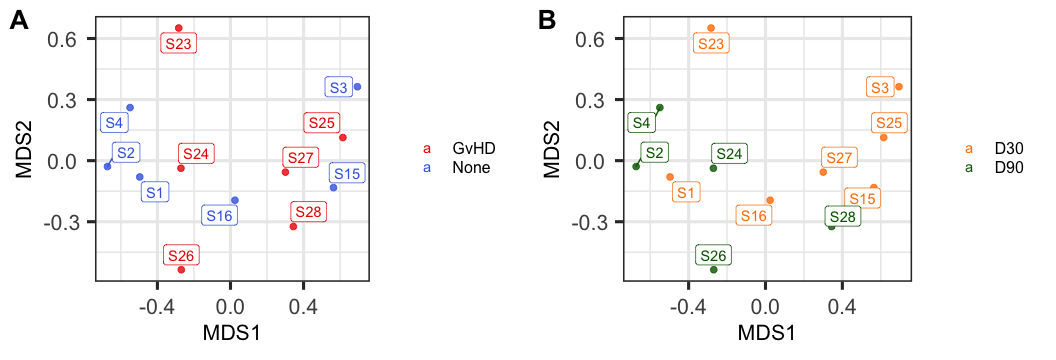 A
MDS2
0.6
0.3
0.0
-0.3
S23
S3
S4
S25
S2
S24
S27
S15
S1
S16
S28
S26
-0.4 0.0 0.4
MDS1
a GvHD
a None
B
MDS2
0.6
0.3
0.0
-0.3
S23
S3
S4
S25
S2
S24
S27
S1
S15
S16
S28
S26
-0.4 0.0 0.4
MDS1
a D30
a D90